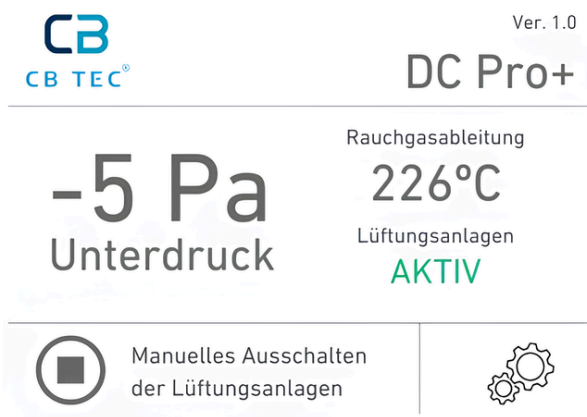 CB
Ver. 1.0
CB TEC®
DC Pro+
-5 Pa
Unterdruck
Rauchgasableitung
226°C
Lüftungsanlagen
AKTIV
Manuelles Ausschalten
der Lüftungsanlagen